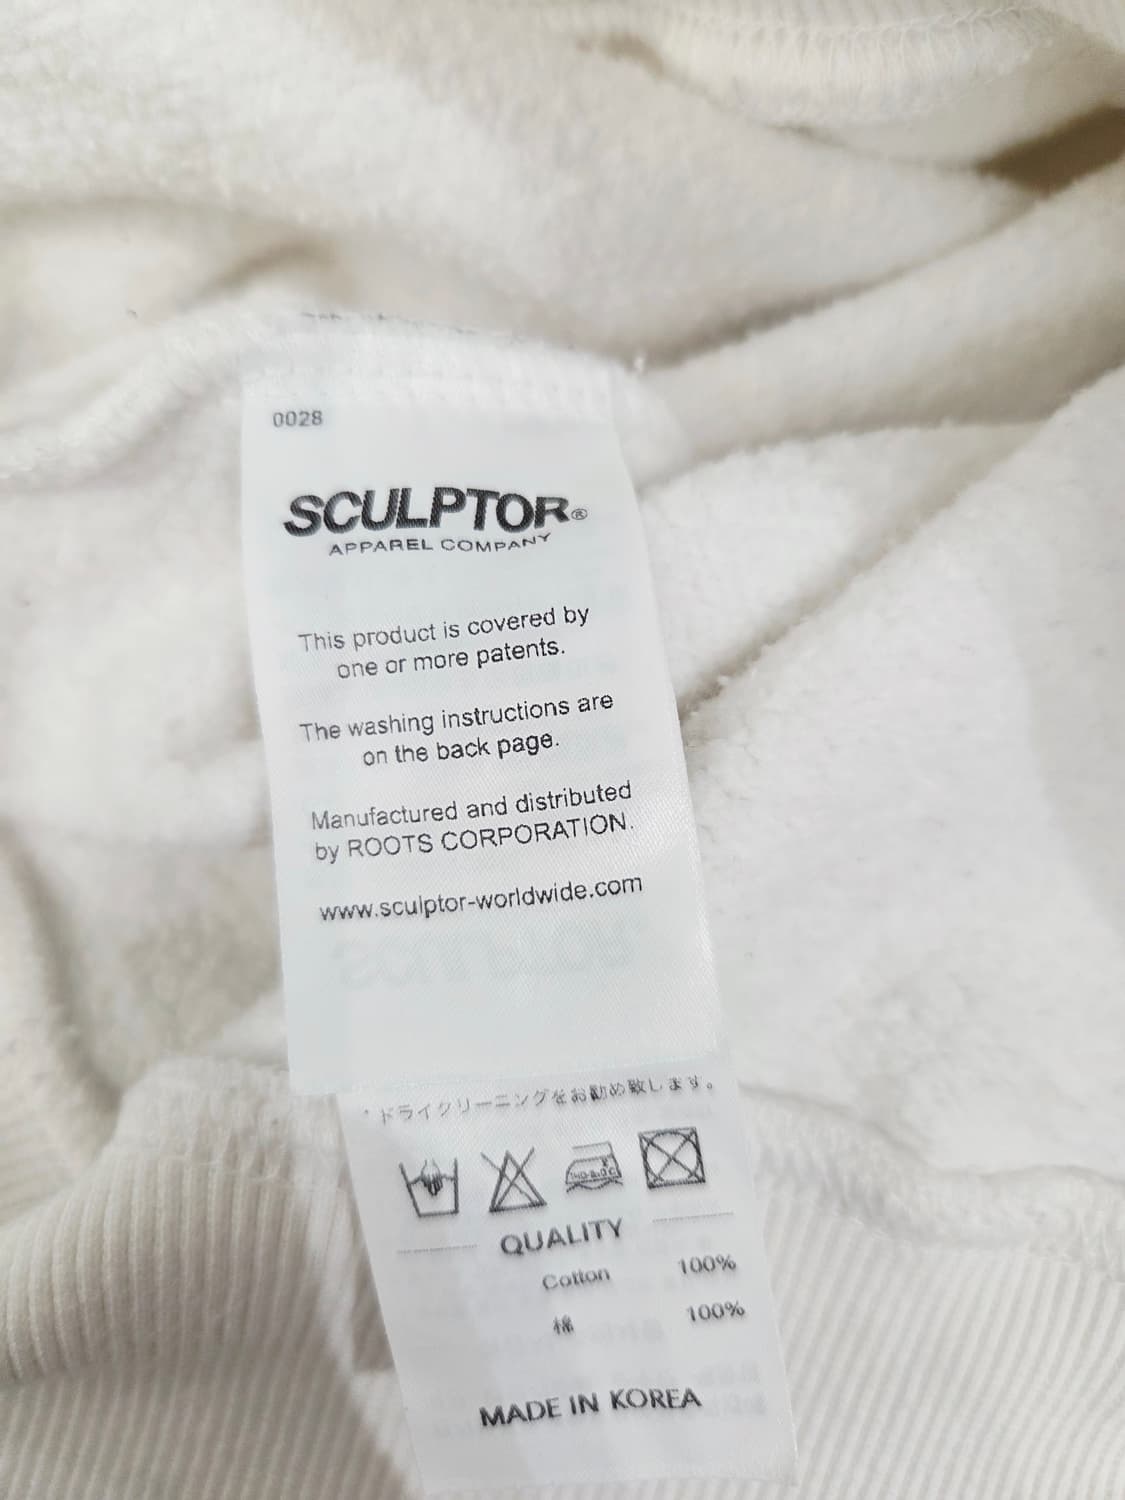 0028
SCULPTOR®
APPAREL COMPANY
This product is covered by
one or more patents.
The washing instructions are
on the back page.
Manufactured and distributed
by ROOTS CORPORATION.
www.sculptor-worldwide.com
*ドライクリーニングをお勧め致します。
QUALITY
Cotton 100%
棉 100%
MADE IN KOREA